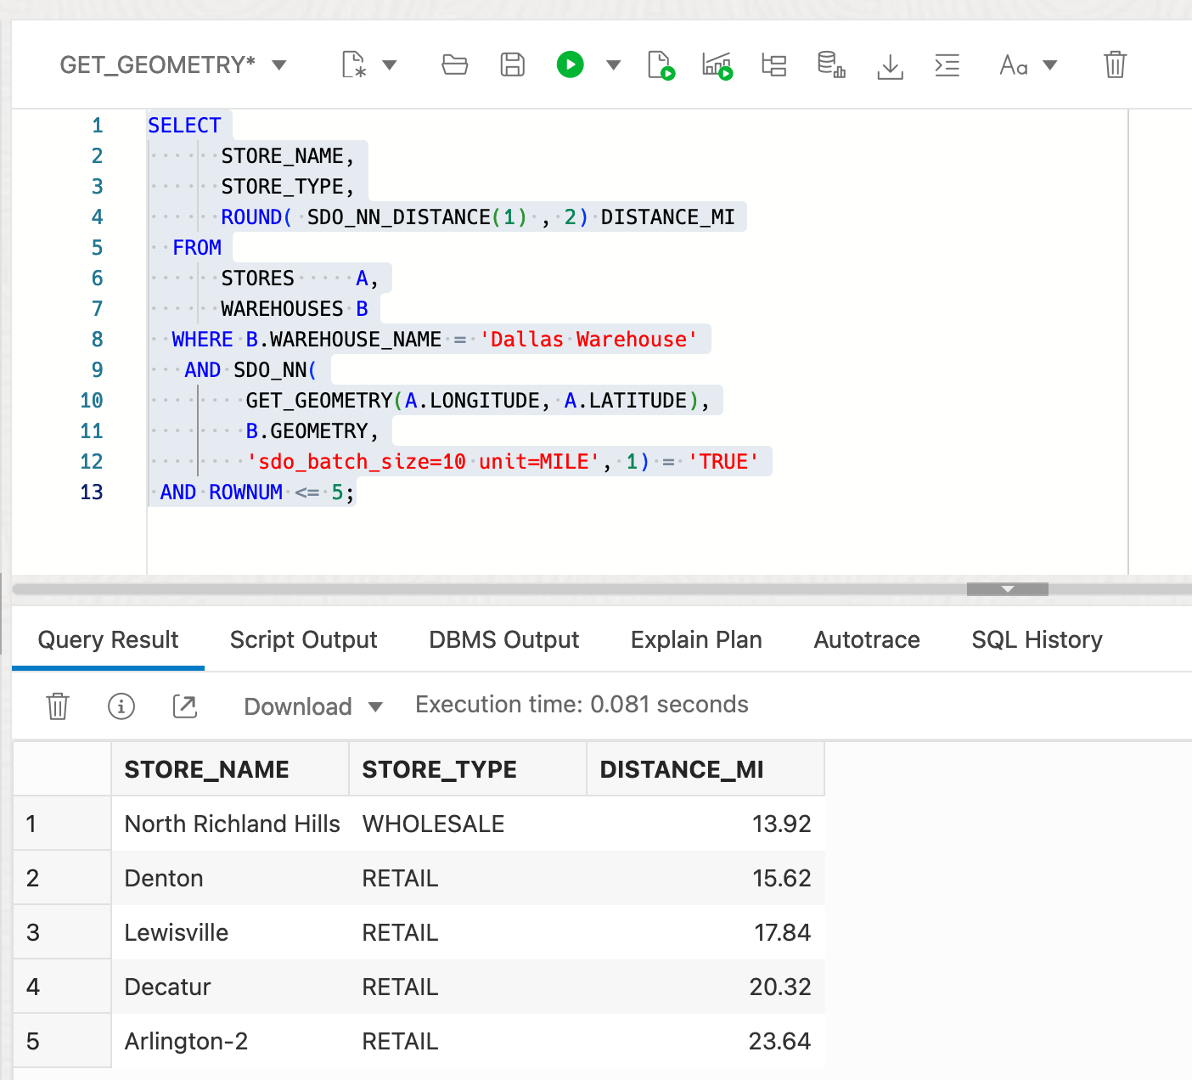 GET_GEOMETRY*
Aa
1 SELECT
2 STORE_NAME,
3 STORE_TYPE,
4 ROUND( SDO_NN_DISTANCE(1) , 2) DISTANCE_MI
5 FROM
6 STORES A,
7 WAREHOUSES B
8 WHERE B.WAREHOUSE_NAME = 'Dallas Warehouse'
9 AND SDO_NN(
10 GET_GEOMETRY(A.LONGITUDE, A.LATITUDE),
11 B.GEOMETRY,
12 'sdo_batch_size=10 unit=MILE', 1) = 'TRUE'
13 AND ROWNUM <= 5;
Query Result Script Output DBMS Output Explain Plan Autotrace SQL History
Download Execution time: 0.081 seconds
STORE_NAME STORE_TYPE DISTANCE_MI
1 North Richland Hills WHOLESALE 13.92
2 Denton RETAIL 15.62
3 Lewisville RETAIL 17.84
4 Decatur RETAIL 20.32
5 Arlington-2 RETAIL 23.64